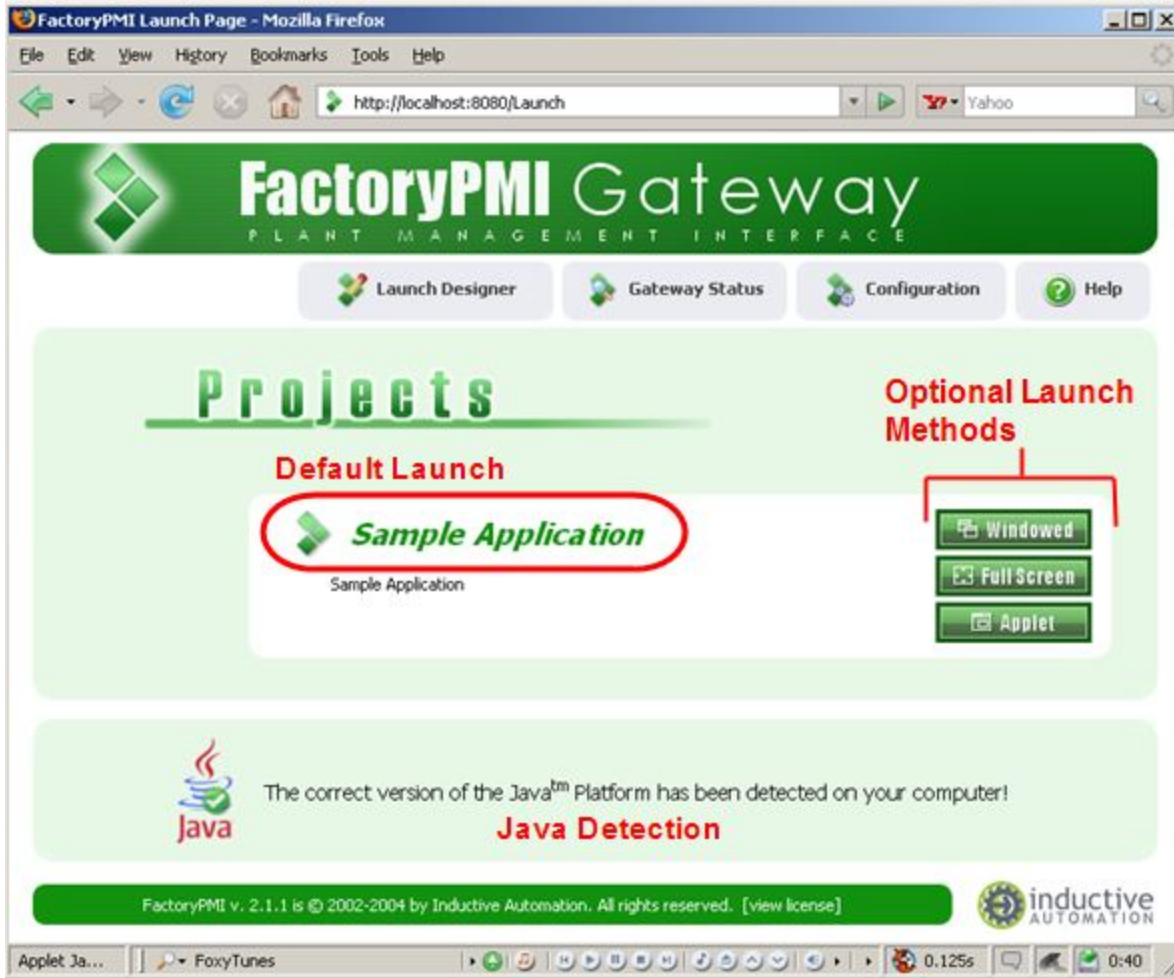 FactoryPMI Launch Page - Mozilla Firefox
File Edit View History Bookmarks Tools Help
http://localhost:8080/Launch
Yahoo
FactoryPMI Gateway
PLANT MANAGEMENT INTERFACE
Launch Designer
Gateway Status
Configuration
Help
Projects
Optional Launch
Methods
Default Launch
Sample Application
Sample Application
Windowed
Full Screen
Applet
The correct version of the Java™ Platform has been detected on your computer!
Java
Java Detection
FactoryPMI v. 2.1.1 is © 2002-2004 by Inductive Automation. All rights reserved. [view license]
inductive
AUTOMATION
Applet Ja...
FoxyTunes
0.125s
0:40